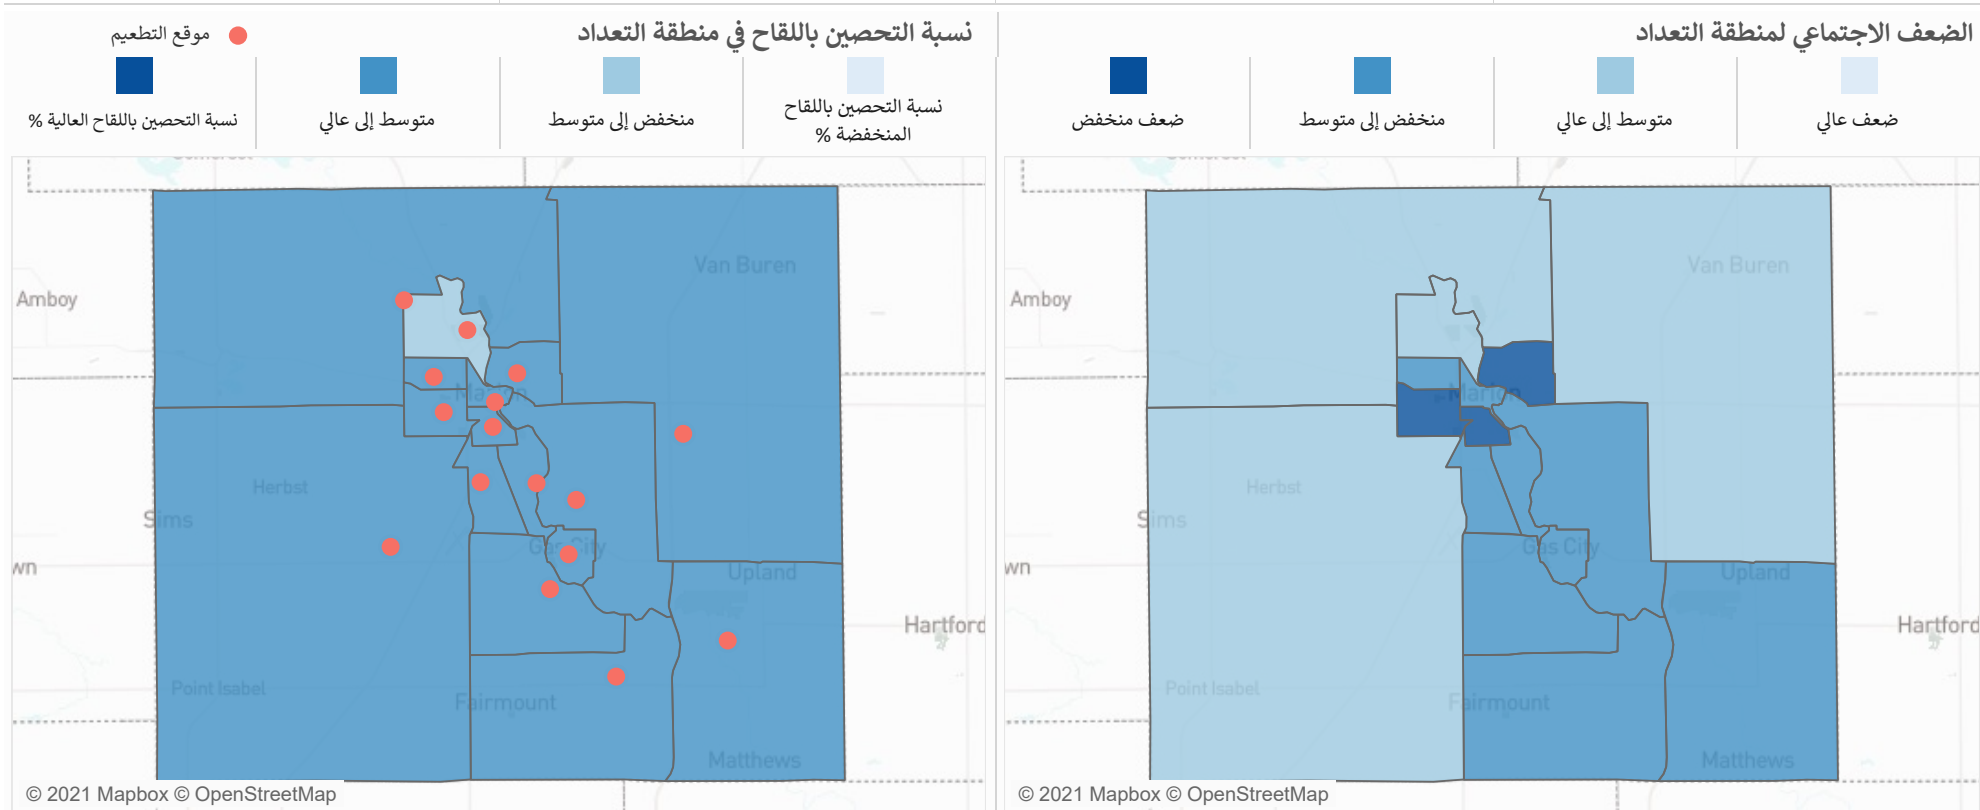 الضعف الاجتماعي لمنطقة التعداد
ضعف عالي
متوسط إلى عالي
منخفض إلى متوسط
ضعف منخفض
Van Buren
Amboy
Marion
Herbst
Sims
Gas City
wn
Upland
Hartford
Point Isabel
Fairmount
Matthews
© 2021 Mapbox © OpenStreetMap
نسبة التحصين باللقاح في منطقة التعداد
موقع التطعيم
نسبة التحصين باللقاح
المنخفضة %
منخفض إلى متوسط
متوسط إلى عالي
نسبة التحصين باللقاح العالية %
Van Buren
Amboy
Marion
Herbst
Sims
Gas City
wn
Upland
Hartford
Point Isabel
Fairmount
Matthews
© 2021 Mapbox © OpenStreetMap